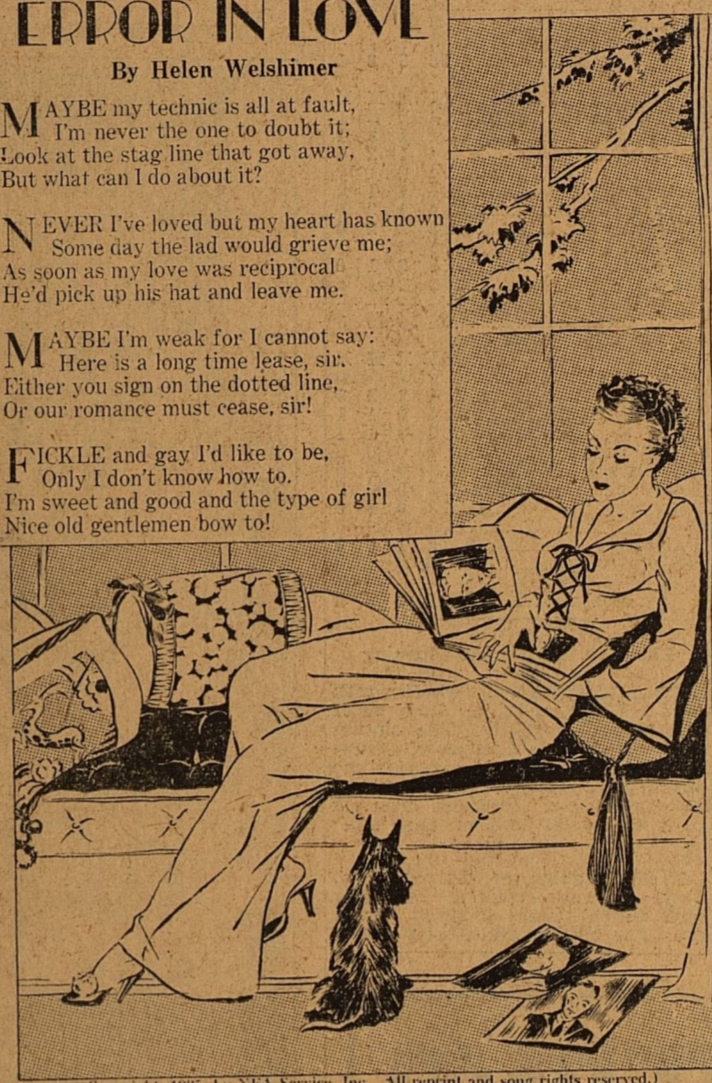 ERROR IN LOVE
By Helen Welshimer
MAYBE my technic is all at fault,
I'm never the one to doubt it;
Look at the stag line that got away,
But what can I do about it?
NEVER I've loved but my heart has known
Some day the lad would grieve me;
As soon as my love was reciprocal
He'd pick up his hat and leave me.
MAYBE I'm weak for I cannot say:
Here is a long time lease, sir.
Either you sign on the dotted line,
Or our romance must cease, sir!
FICKLE and gay I'd like to be,
Only I don't know how to.
I'm sweet and good and the type of girl
Nice old gentlemen bow to!
by NEA Service, Inc. All reprint and song rights reserved.)